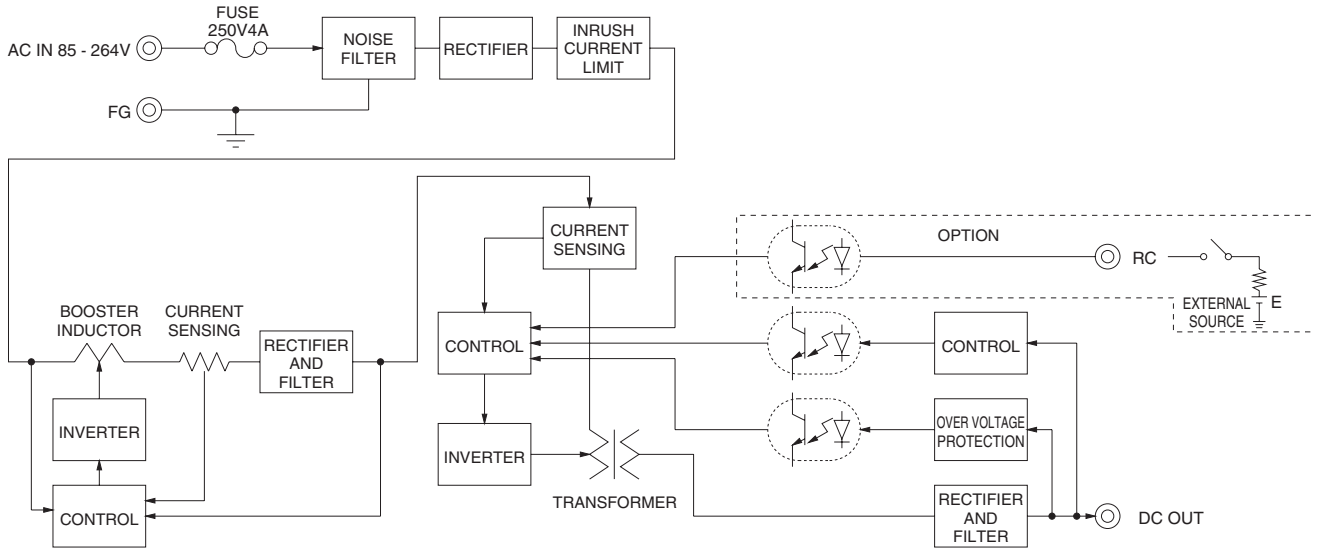 FUSE
250V4A
AC IN 85 - 264V
NOISE
FILTER
RECTIFIER
INRUSH
CURRENT
LIMIT
FG
CURRENT
SENSING
OPTION
RC
E
EXTERNAL
SOURCE
BOOSTER
INDUCTOR
CURRENT
SENSING
RECTIFIER
AND
FILTER
CONTROL
CONTROL
INVERTER
INVERTER
OVER VOLTAGE
PROTECTION
TRANSFORMER
CONTROL
RECTIFIER
AND
FILTER
DC OUT